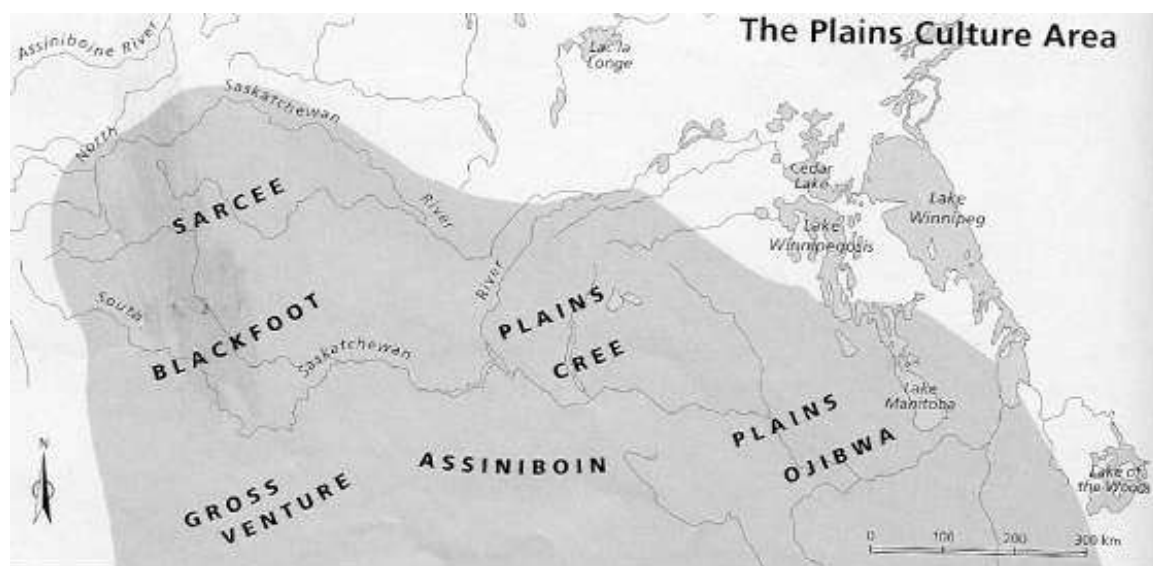 The Plains Culture Area
Assiniboine River
Lac la
Longe
North
Saskatchewan
River
SARCEE
Cedar
Lake
Lake
Winnipeg
Lake
Winnipegosis
River
South
PLAINS
BLACKFOOT
Saskatchewan
CREE
Lake
Manitoba
PLAINS
N
ASSINIBOIN
OJIBWA
Lake of
the Woods
GROSS
VENTURE
0 100 200 300 km